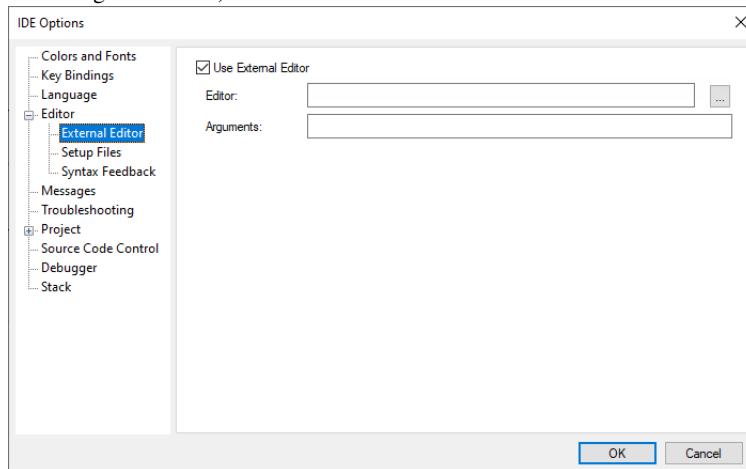 IDE Options
Colors and Fonts
Key Bindings
Language
Editor
External Editor
Setup Files
Syntax Feedback
Messages
Troubleshooting
Project
Source Code Control
Debugger
Stack
Use External Editor
Editor:
...
Arguments:
OK
Cancel